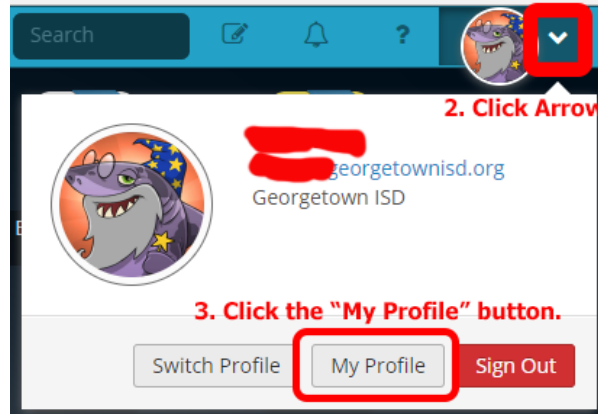 Search ?
2. Click Arrow
georgetownisd.org
Georgetown ISD
3. Click the “My Profile” button.
Switch Profile My Profile Sign Out